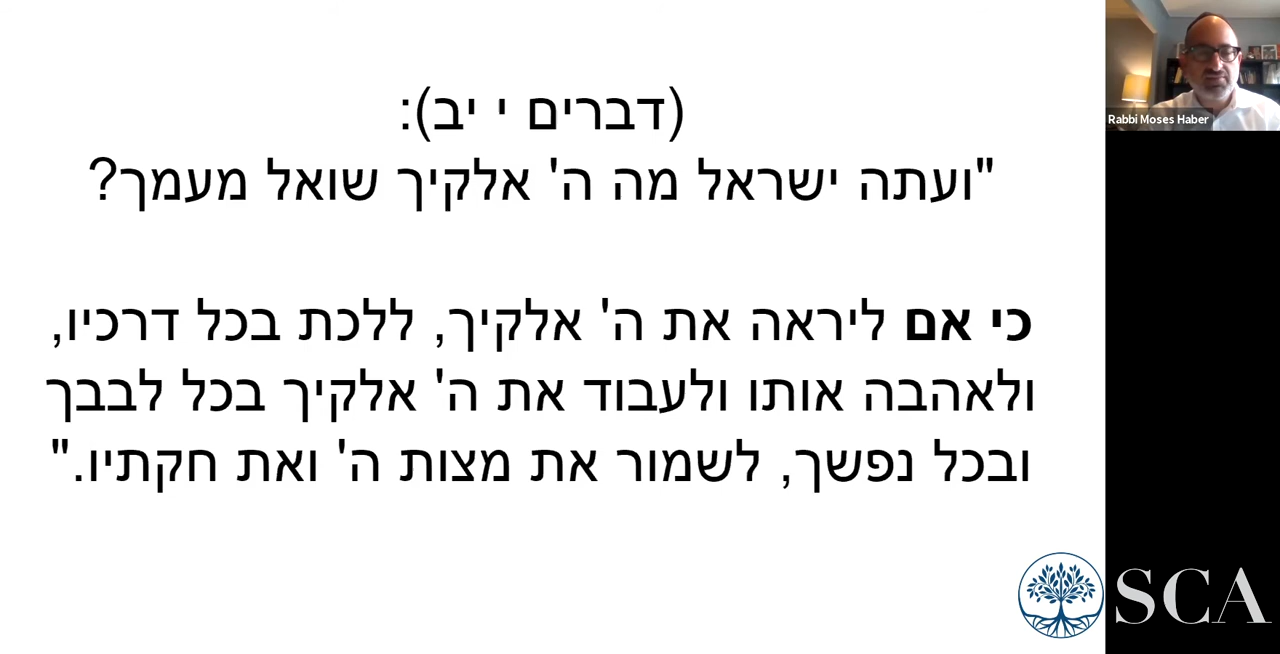 (דברים י יב):
"ועתה ישראל מה ה' אלקיך שואל מעמך?
כי אם ליראה את ה' אלקיך, ללכת בכל דרכיו,
ולאהבה אותו ולעבוד את ה' אלקיך בכל לבבך
ובכל נפשך, לשמור את מצות ה' ואת חקתיו."
Rabbi Moses Haber
SCA